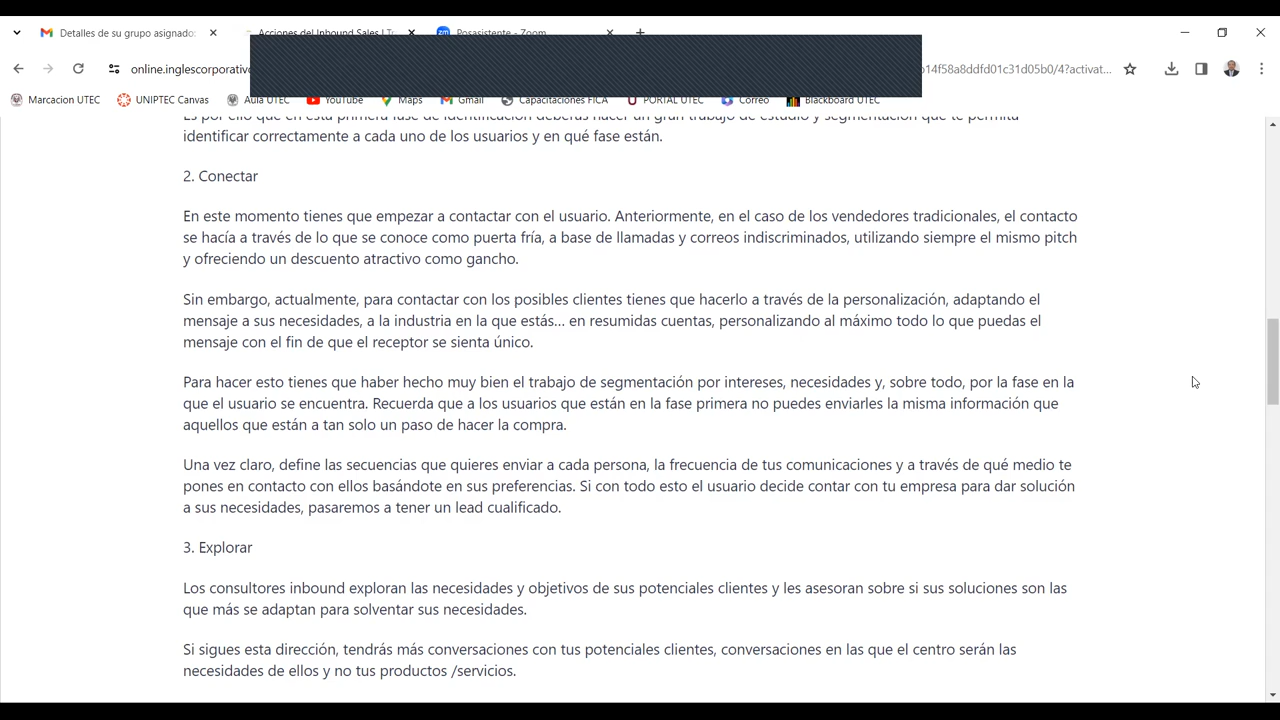 Detalles de su grupo asignado
Acciones del Inbound Sales | Tr
Posasistente - Zoom
online.inglescorporativo
b14f58a8ddfd01c31d05b0/4?activat...
Marcacion UTEC
UNIPTEC Canvas
Aula UTEC
YouTube
Maps
Gmail
Capacitaciones FICA
PORTAL UTEC
Correo
Blackboard UTEC
Es por ello que en esta primera fase de identificación deberás hacer un gran trabajo de estudio y segmentación que te permita
identificar correctamente a cada uno de los usuarios y en qué fase están.
2. Conectar
En este momento tienes que empezar a contactar con el usuario. Anteriormente, en el caso de los vendedores tradicionales, el contacto
se hacía a través de lo que se conoce como puerta fría, a base de llamadas y correos indiscriminados, utilizando siempre el mismo pitch
y ofreciendo un descuento atractivo como gancho.
Sin embargo, actualmente, para contactar con los posibles clientes tienes que hacerlo a través de la personalización, adaptando el
mensaje a sus necesidades, a la industria en la que estás... en resumidas cuentas, personalizando al máximo todo lo que puedas el
mensaje con el fin de que el receptor se sienta único.
Para hacer esto tienes que haber hecho muy bien el trabajo de segmentación por intereses, necesidades y, sobre todo, por la fase en la
que el usuario se encuentra. Recuerda que a los usuarios que están en la fase primera no puedes enviarles la misma información que
aquellos que están a tan solo un paso de hacer la compra.
Una vez claro, define las secuencias que quieres enviar a cada persona, la frecuencia de tus comunicaciones y a través de qué medio te
pones en contacto con ellos basándote en sus preferencias. Si con todo esto el usuario decide contar con tu empresa para dar solución
a sus necesidades, pasaremos a tener un lead cualificado.
3. Explorar
Los consultores inbound exploran las necesidades y objetivos de sus potenciales clientes y les asesoran sobre si sus soluciones son las
que más se adaptan para solventar sus necesidades.
Si sigues esta dirección, tendrás más conversaciones con tus potenciales clientes, conversaciones en las que el centro serán las
necesidades de ellos y no tus productos /servicios.